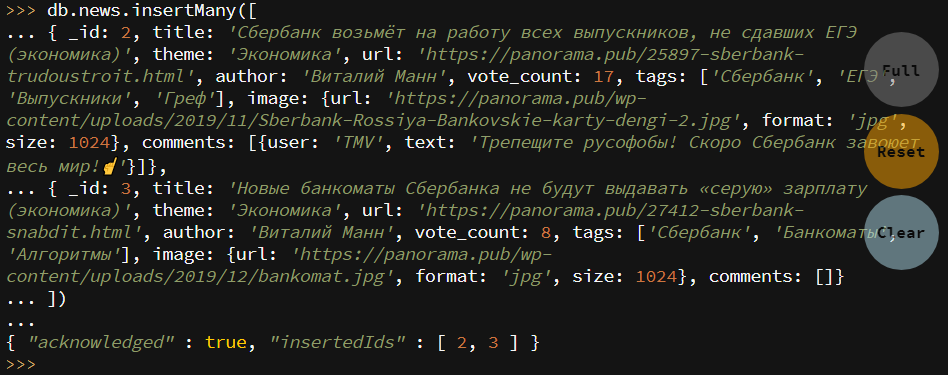 >>> db.news.insertMany([
... { _id: 2, title: 'Сбербанк возьмёт на работу всех выпускников, не сдавших ЕГЭ
(экономика)', theme: 'Экономика', url: 'https://panorama.pub/25897-sberbank-
trudoustroit.html', author: 'Виталий Манн', vote_count: 17, tags: ['Сбербанк', 'ЕГЭ',
'Выпускники', 'Греф'], image: {url: 'https://panorama.pub/wp-
content/uploads/2019/11/Sberbank-Rossiya-Bankovskie-karty-dengi-2.jpg', format: 'jpg',
size: 1024}, comments: [{user: 'TMV', text: 'Трепещите русофобы! Скоро Сбербанк завоюет
весь мир!☝'}]},
... { _id: 3, title: 'Новые банкоматы Сбербанка не будут выдавать «серую» зарплату
(экономика)', theme: 'Экономика', url: 'https://panorama.pub/27412-sberbank-
snabdit.html', author: 'Виталий Манн', vote_count: 8, tags: ['Сбербанк', 'Банкоматы',
'Алгоритмы'], image: {url: 'https://panorama.pub/wp-
content/uploads/2019/12/bankomat.jpg', format: 'jpg', size: 1024}, comments: []}
... ])
...
{ "acknowledged" : true, "insertedIds" : [ 2, 3 ] }
>>>
Full
Reset
Clear